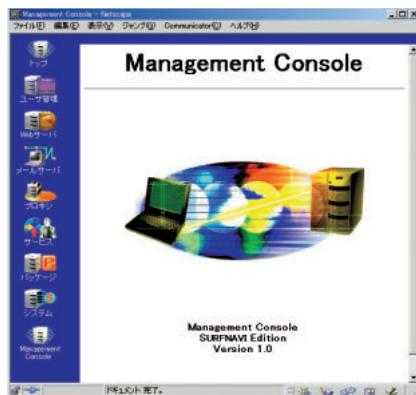 Management Console - Netscape
ファイル(F) 編集(E) 表示(V) ジャンプ(G) Communicator(C) ヘルプ(H)
トップ
ユーザ管理
Webサーバ
メールサーバ
プロキシ
サービス
パッケージ
システム
Management
Console
Management Console
Management Console
SURFNAVI Edition
Version 1.0
ドキュメント完了。